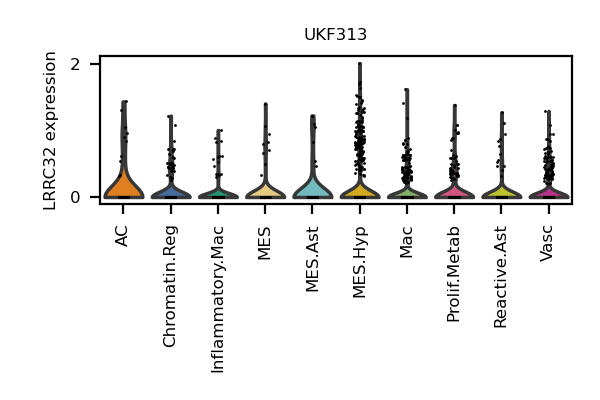 UKF313
LRRC32 expression
2
0
AC
Chromatin.Reg
Inflammatory.Mac
MES
MES.Ast
MES.Hyp
Mac
Prolif.Metab
Reactive.Ast
Vasc